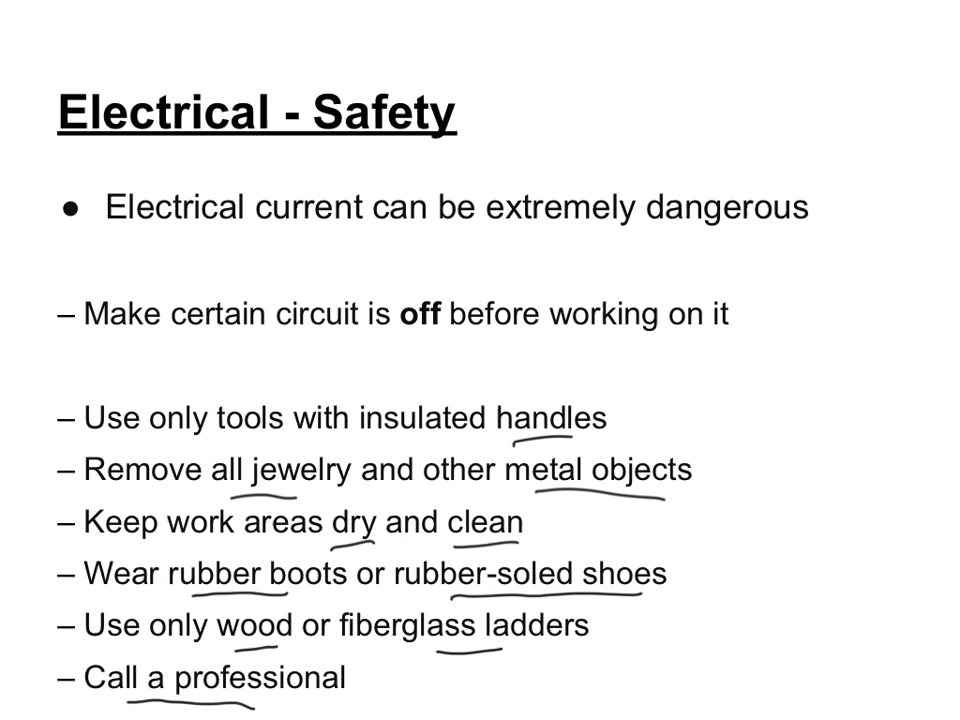 Electrical - Safety
● Electrical current can be extremely dangerous
– Make certain circuit is off before working on it
– Use only tools with insulated handles
– Remove all jewelry and other metal objects
– Keep work areas dry and clean
– Wear rubber boots or rubber-soled shoes
– Use only wood or fiberglass ladders
– Call a professional